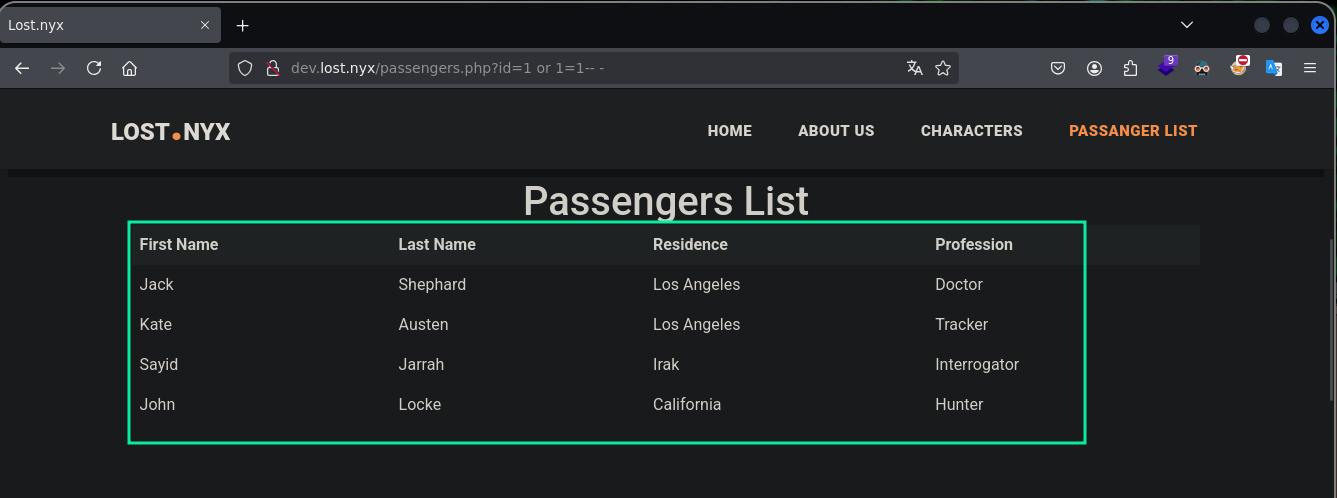 Lost.nyx
dev.lost.nyx/passengers.php?id=1 or 1=1-- -
9
LOST.NYX
HOME ABOUT US CHARACTERS PASSANGER LIST
Passengers List
First Name Last Name Residence Profession
Jack Shephard Los Angeles Doctor
Kate Austen Los Angeles Tracker
Sayid Jarrah Irak Interrogator
John Locke California Hunter